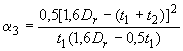 α₃ = 0,5[1,6Dᵣ − (t₁ + t₂)]² / t₁(1,6Dᵣ − 0,5t₁)